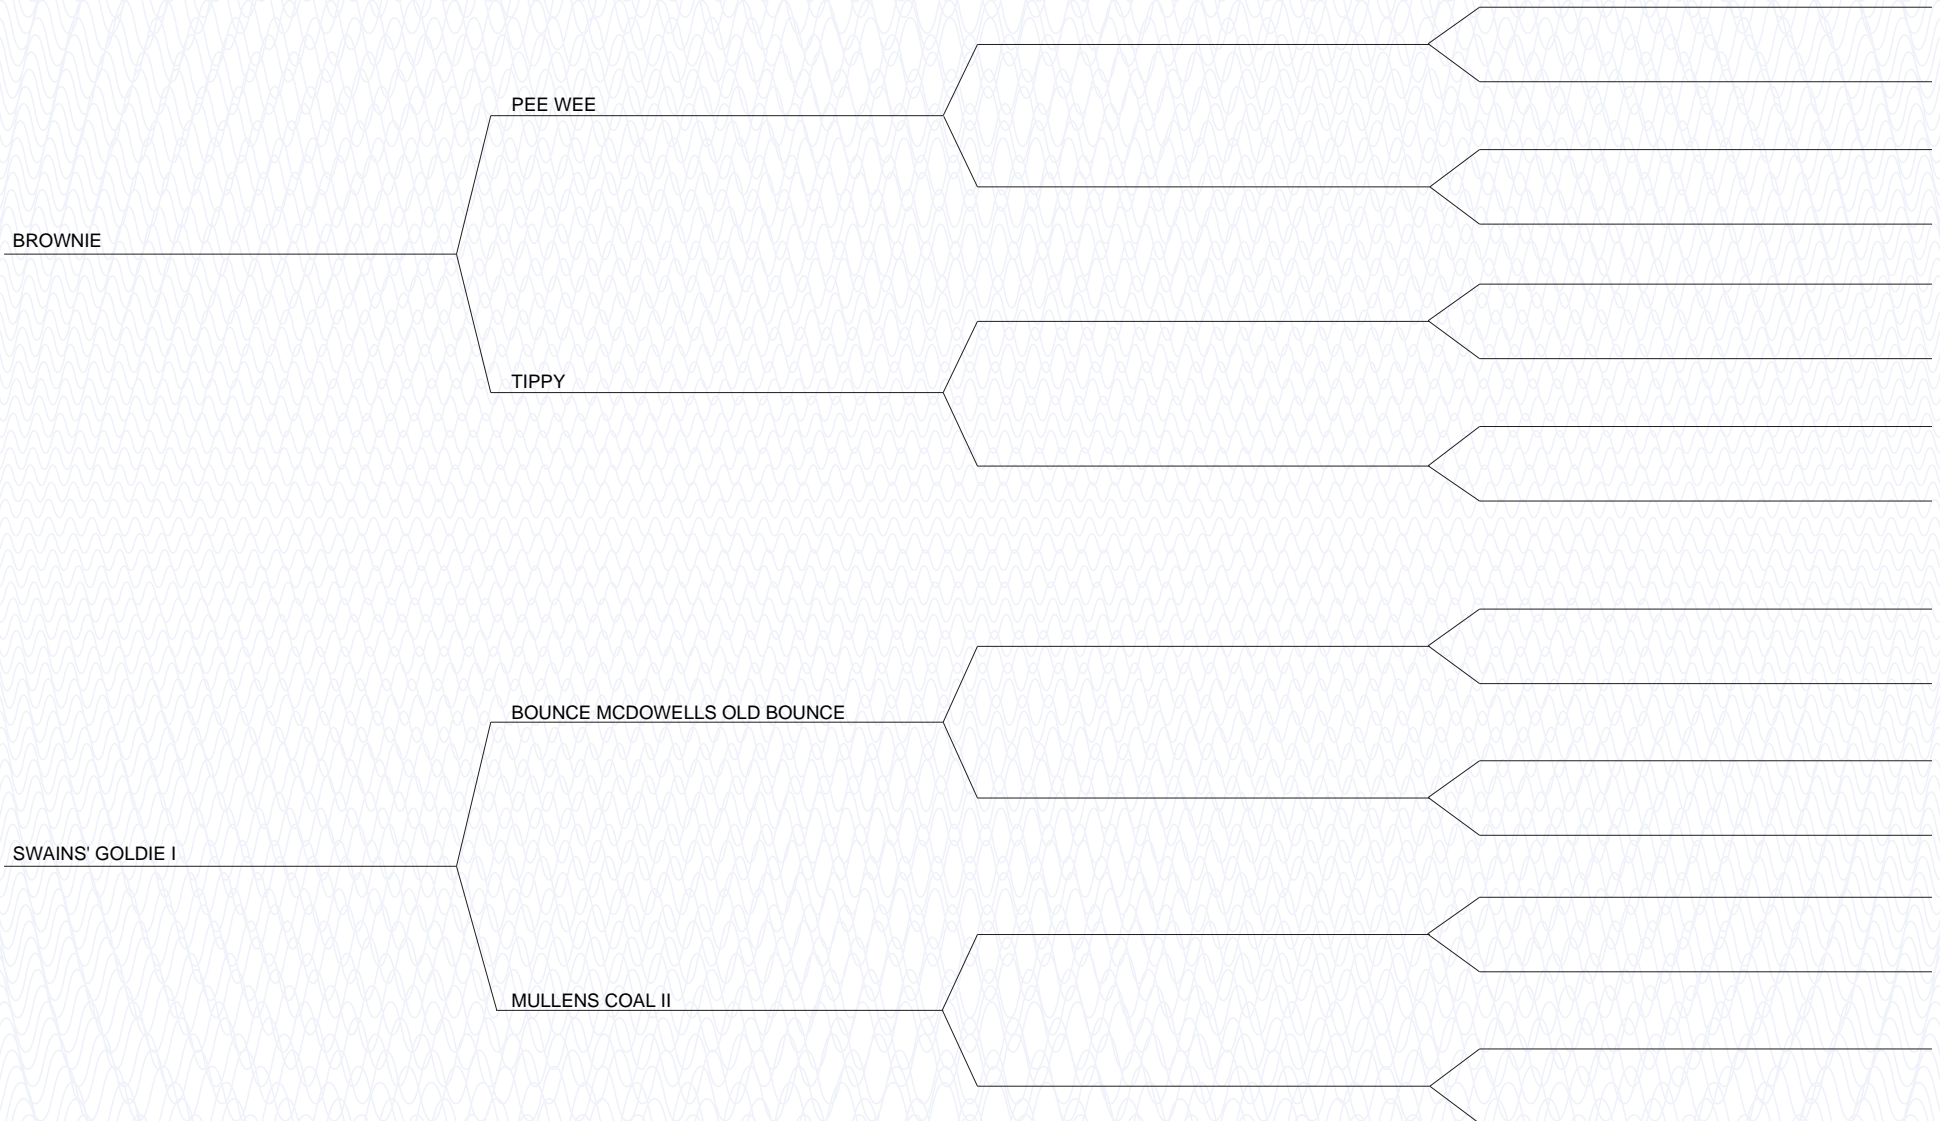 PEE WEE
BROWNIE
TIPPY
BOUNCE MCDOWELLS OLD BOUNCE
SWAINS' GOLDIE I
MULLENS COAL II